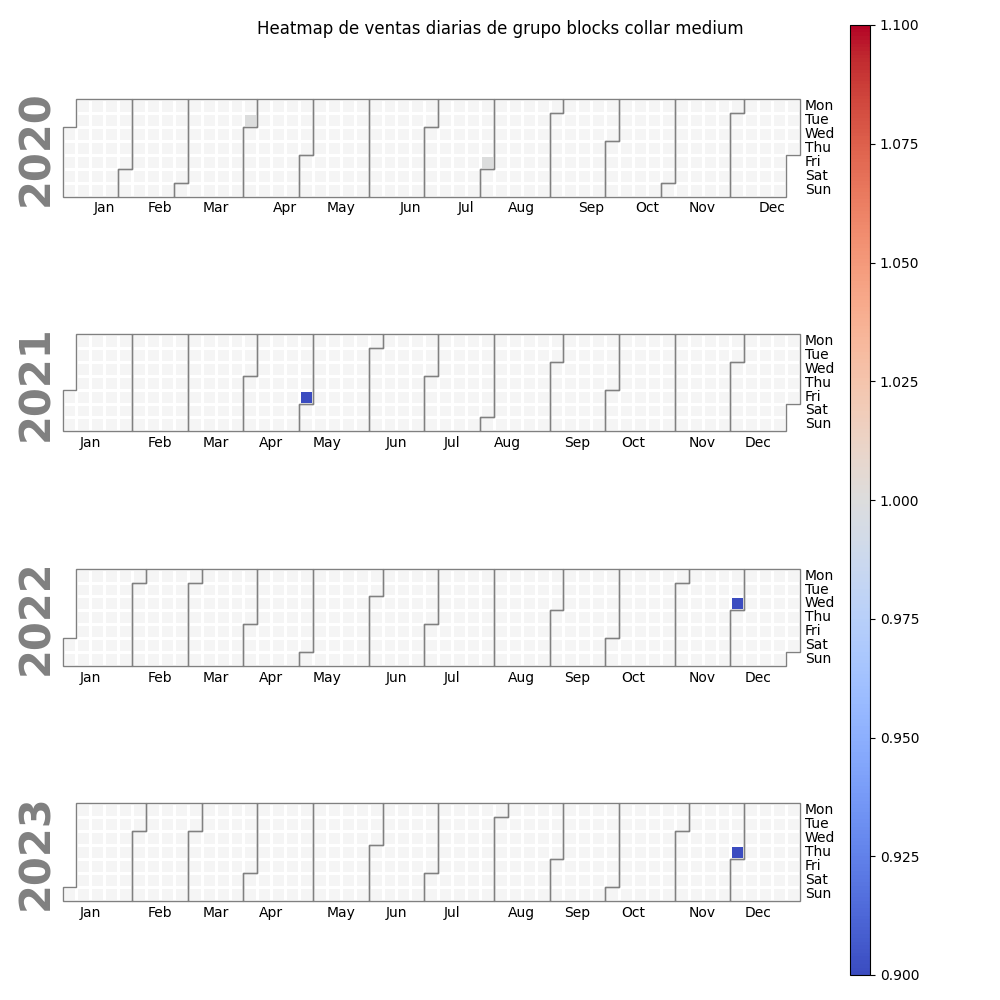 Heatmap de ventas diarias de grupo blocks collar medium
2020
Mon
Tue
Wed
Thu
Fri
Sat
Sun
Jan Feb Mar Apr May Jun Jul Aug Sep Oct Nov Dec
2021
Mon
Tue
Wed
Thu
Fri
Sat
Sun
Jan Feb Mar Apr May Jun Jul Aug Sep Oct Nov Dec
2022
Mon
Tue
Wed
Thu
Fri
Sat
Sun
Jan Feb Mar Apr May Jun Jul Aug Sep Oct Nov Dec
2023
Mon
Tue
Wed
Thu
Fri
Sat
Sun
Jan Feb Mar Apr May Jun Jul Aug Sep Oct Nov Dec
1.100
1.075
1.050
1.025
1.000
0.975
0.950
0.925
0.900